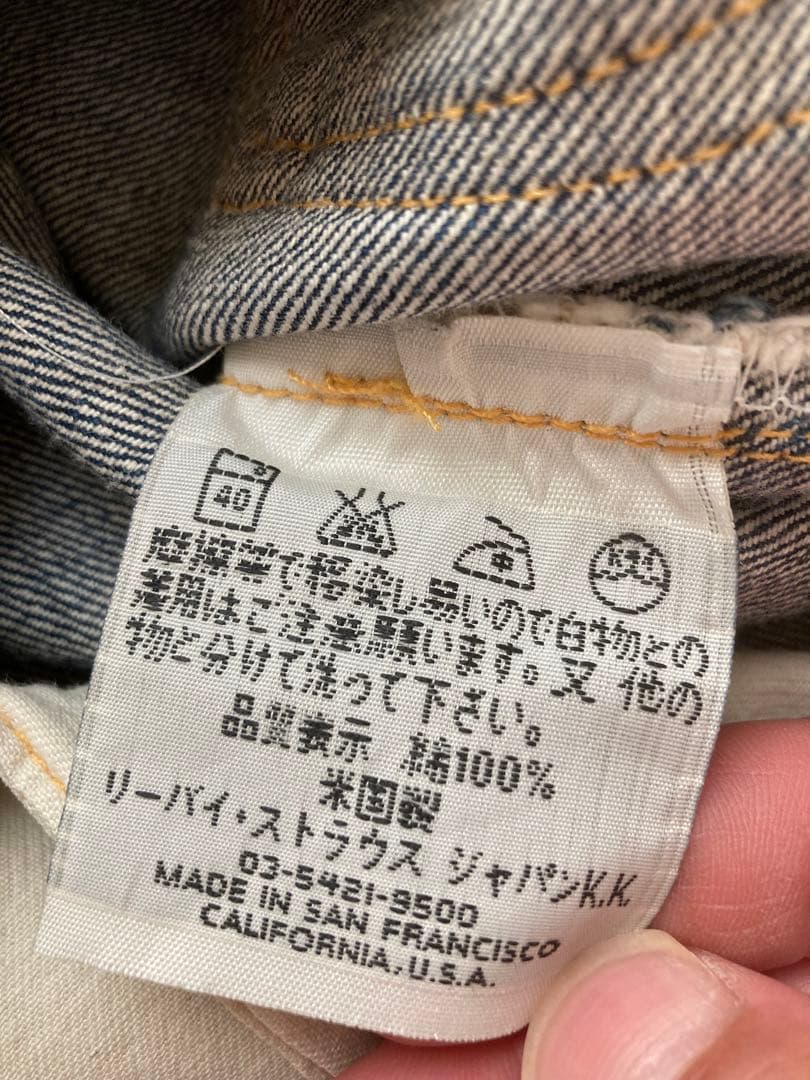 40
摩擦等で移染し易いので白物との
着用はご注意願います。又 他の
物と分けて洗って下さい。
品質表示 綿100%
米国製
リーバイ・ストラウス ジャパンK.K.
03-5421-9500
MADE IN SAN FRANCISCO
CALIFORNIA, U.S.A.